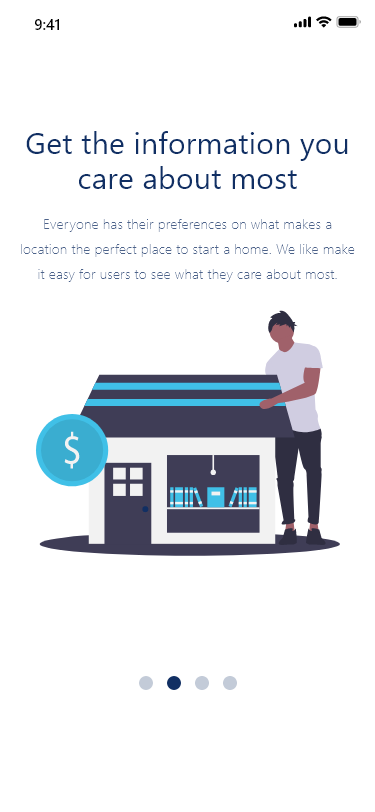 9:41
Get the information you
care about most
Everyone has their preferences on what makes a
location the perfect place to start a home. We like make
it easy for users to see what they care about most.
$